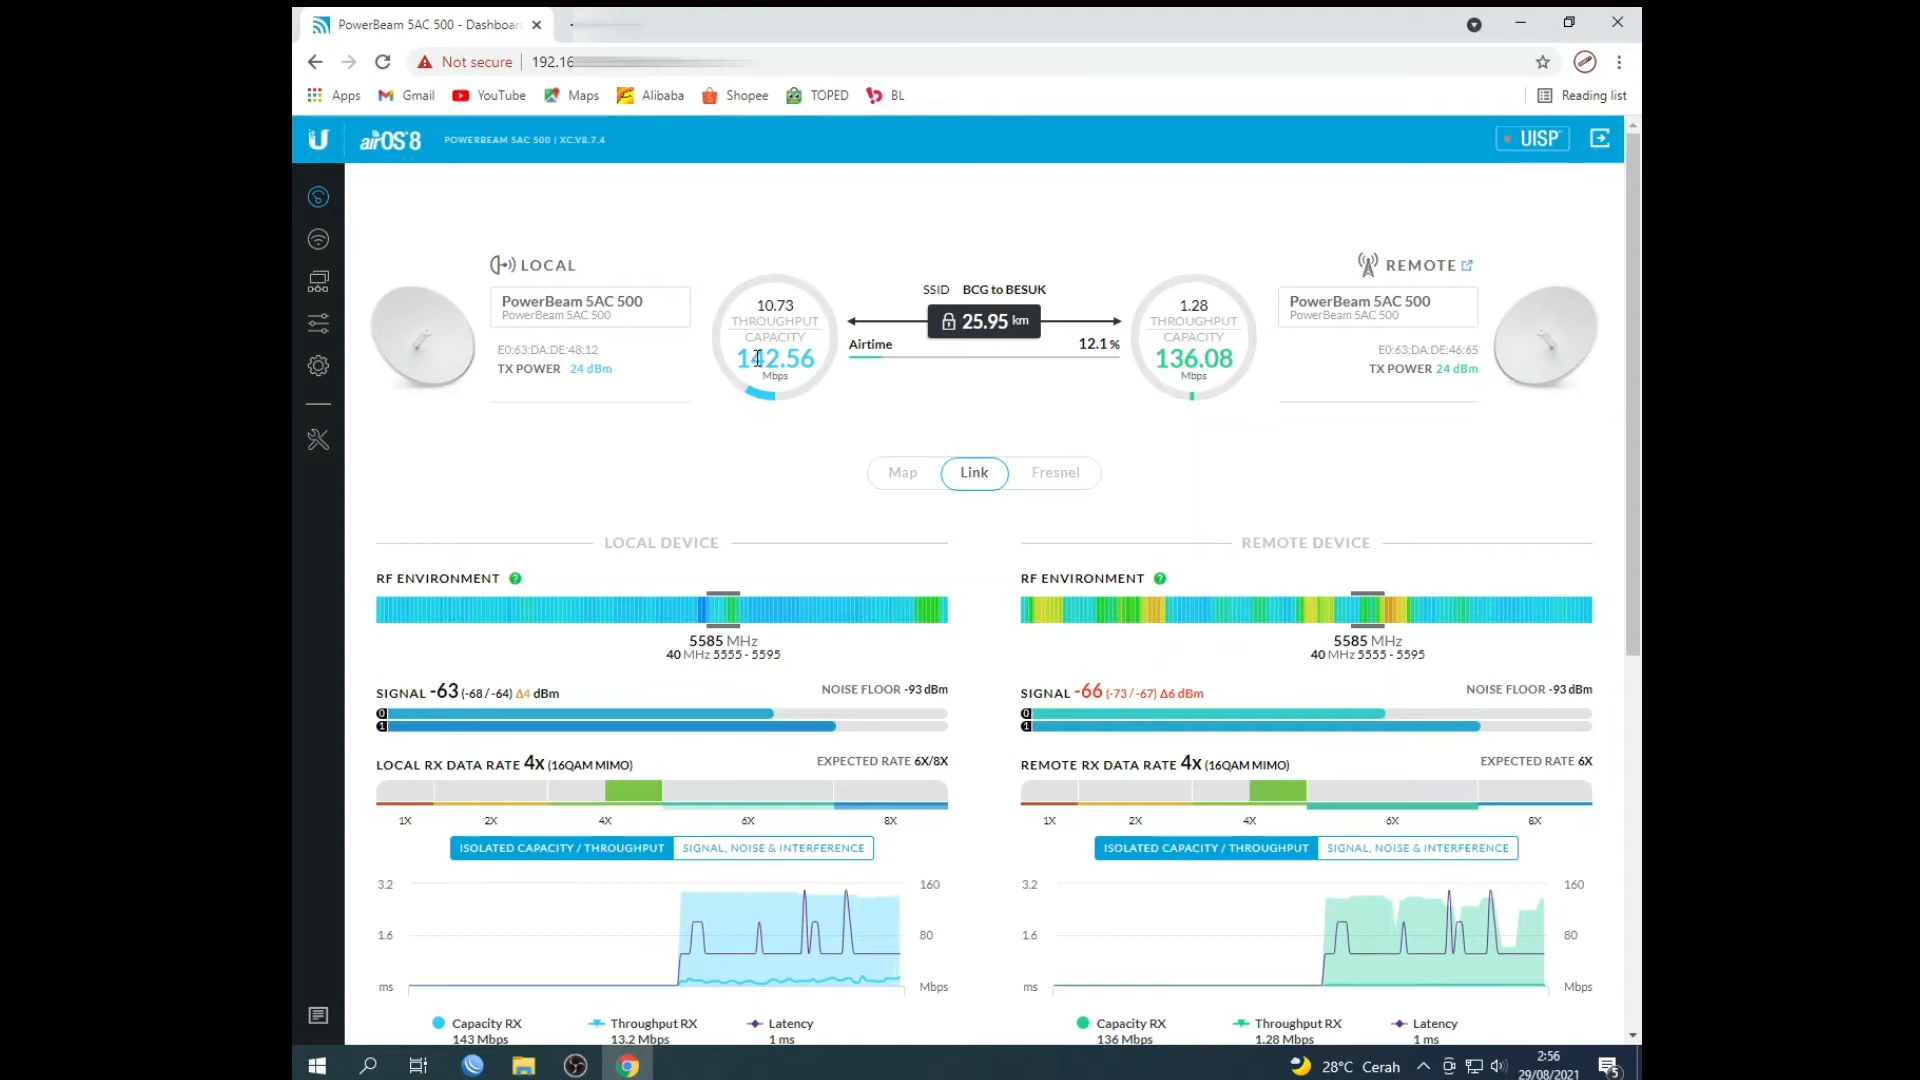 PowerBeam 5AC 500 - Dashboar
Not secure 192.16
Apps Gmail YouTube Maps Alibaba Shopee TOPED BL Reading list
airOS 8 POWERBEAM 5AC 500 | XC.V8.7.4 UISP
LOCAL
PowerBeam 5AC 500
PowerBeam 5AC 500
E0:63:DA:DE:48:12
TX POWER 24 dBm
10.73
THROUGHPUT
CAPACITY
142.56
Mbps
SSID BCG to BESUK
25.95 km
Airtime 12.1 %
1.28
THROUGHPUT
CAPACITY
136.08
Mbps
REMOTE
PowerBeam 5AC 500
PowerBeam 5AC 500
E0:63:DA:DE:46:65
TX POWER 24 dBm
Map Link Fresnel
LOCAL DEVICE
RF ENVIRONMENT ?
5585 MHz
40 MHz 5555 - 5595
SIGNAL -63 (-68 / -64) Δ4 dBm NOISE FLOOR -93 dBm
0
1
LOCAL RX DATA RATE 4x (16QAM MIMO) EXPECTED RATE 6X/8X
1X 2X 4X 6X 8X
ISOLATED CAPACITY / THROUGHPUT SIGNAL, NOISE & INTERFERENCE
3.2 160
1.6 80
ms Mbps
Capacity RX Throughput RX Latency
143 Mbps 13.2 Mbps 1 ms
REMOTE DEVICE
RF ENVIRONMENT ?
5585 MHz
40 MHz 5555 - 5595
SIGNAL -66 (-73 / -67) Δ6 dBm NOISE FLOOR -93 dBm
0
1
REMOTE RX DATA RATE 4x (16QAM MIMO) EXPECTED RATE 6X
1X 2X 4X 6X 8X
ISOLATED CAPACITY / THROUGHPUT SIGNAL, NOISE & INTERFERENCE
3.2 160
1.6 80
ms Mbps
Capacity RX Throughput RX Latency
136 Mbps 1.28 Mbps 1 ms
28°C Cerah 2:56
29/08/2021 5